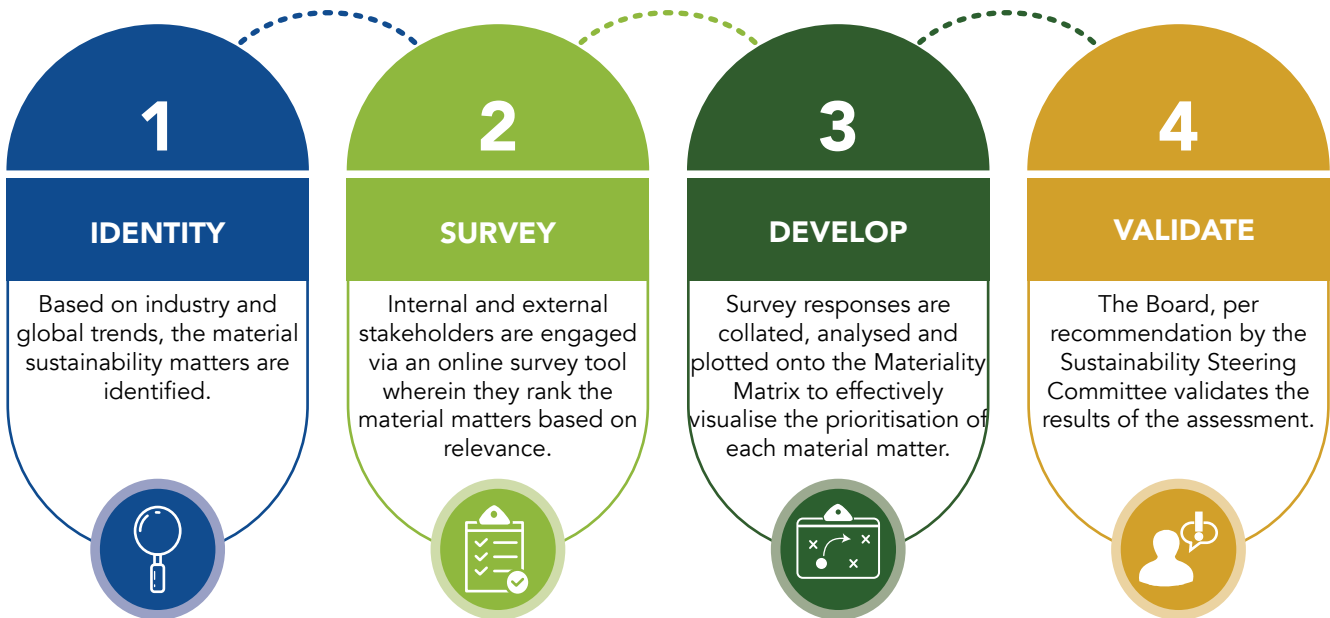 1
IDENTITY
Based on industry and
global trends, the material
sustainability matters are
identified.
2
SURVEY
Internal and external
stakeholders are engaged
via an online survey tool
wherein they rank the
material matters based on
relevance.
3
DEVELOP
Survey responses are
collated, analysed and
plotted onto the Materiality
Matrix to effectively
visualise the prioritisation of
each material matter.
4
VALIDATE
The Board, per
recommendation by the
Sustainability Steering
Committee validates the
results of the assessment.